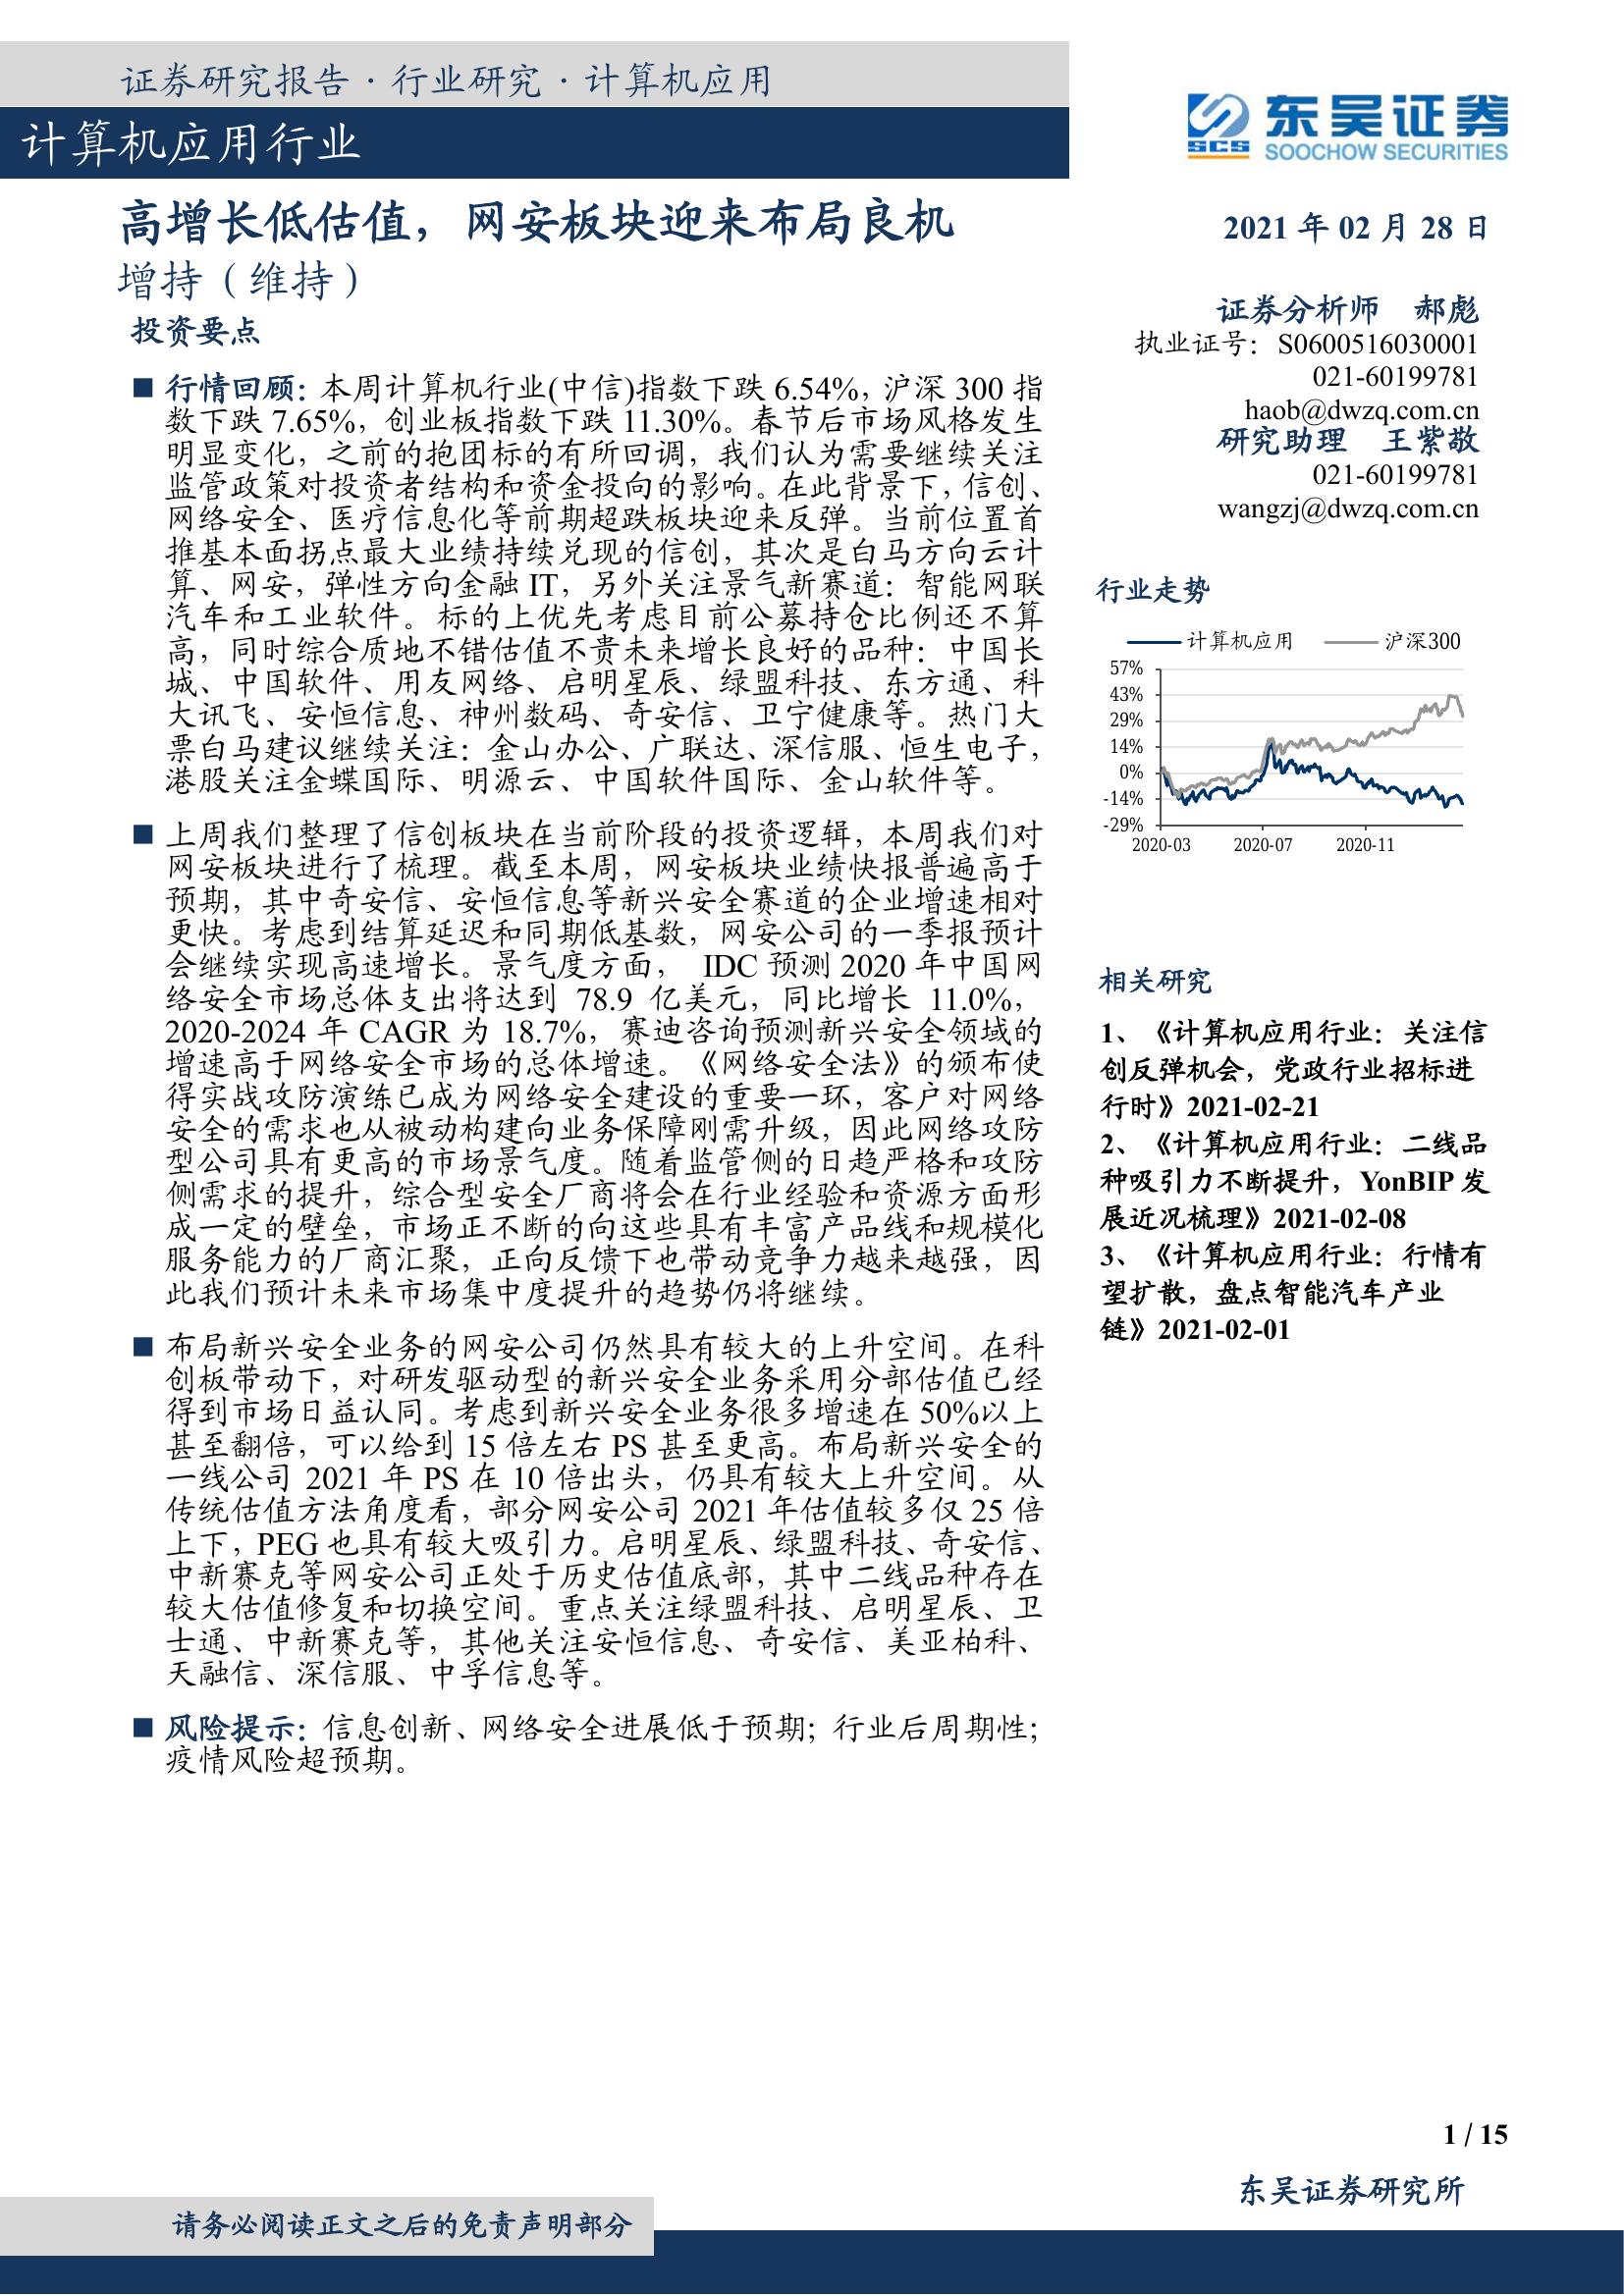 证券研究报告·行业研究·计算机应用
计算机应用行业
东吴证券
SCS
SOOCHOW SECURITIES
高增长低估值，网安板块迎来布局良机
增持（维持）
投资要点
■ 行情回顾：本周计算机行业(中信)指数下跌 6.54%，沪深 300 指
数下跌 7.65%，创业板指数下跌 11.30%。春节后市场风格发生
明显变化，之前的抱团标的有所回调，我们认为需要继续关注
监管政策对投资者结构和资金投向的影响。在此背景下，信创、
网络安全、医疗信息化等前期超跌板块迎来反弹。当前位置首
推基本面拐点最大业绩持续兑现的信创，其次是白马方向云计
算、网安，弹性方向金融 IT，另外关注景气新赛道：智能网联
汽车和工业软件。标的上优先考虑目前公募持仓比例还不算
高，同时综合质地不错估值不贵未来增长良好的品种：中国长
城、中国软件、用友网络、启明星辰、绿盟科技、东方通、科
大讯飞、安恒信息、神州数码、奇安信、卫宁健康等。热门大
票白马建议继续关注：金山办公、广联达、深信服、恒生电子，
港股关注金蝶国际、明源云、中国软件国际、金山软件等。
■ 上周我们整理了信创板块在当前阶段的投资逻辑，本周我们对
网安板块进行了梳理。截至本周，网安板块业绩快报普遍高于
预期，其中奇安信、安恒信息等新兴安全赛道的企业增速相对
更快。考虑到结算延迟和同期低基数，网安公司的一季报预计
会继续实现高速增长。景气度方面， IDC 预测 2020 年中国网
络安全市场总体支出将达到 78.9 亿美元，同比增长 11.0%，
2020-2024 年 CAGR 为 18.7%，赛迪咨询预测新兴安全领域的
增速高于网络安全市场的总体增速。《网络安全法》的颁布使
得实战攻防演练已成为网络安全建设的重要一环，客户对网络
安全的需求也从被动构建向业务保障刚需升级，因此网络攻防
型公司具有更高的市场景气度。随着监管侧的日趋严格和攻防
侧需求的提升，综合型安全厂商将会在行业经验和资源方面形
成一定的壁垒，市场正不断的向这些具有丰富产品线和规模化
服务能力的厂商汇聚，正向反馈下也带动竞争力越来越强，因
此我们预计未来市场集中度提升的趋势仍将继续。
■ 布局新兴安全业务的网安公司仍然具有较大的上升空间。在科
创板带动下，对研发驱动型的新兴安全业务采用分部估值已经
得到市场日益认同。考虑到新兴安全业务很多增速在 50%以上
甚至翻倍，可以给到 15 倍左右 PS 甚至更高。布局新兴安全的
一线公司 2021 年 PS 在 10 倍出头，仍具有较大上升空间。从
传统估值方法角度看，部分网安公司 2021 年估值较多仅 25 倍
上下，PEG 也具有较大吸引力。启明星辰、绿盟科技、奇安信、
中新赛克等网安公司正处于历史估值底部，其中二线品种存在
较大估值修复和切换空间。重点关注绿盟科技、启明星辰、卫
士通、中新赛克等，其他关注安恒信息、奇安信、美亚柏科、
天融信、深信服、中孚信息等。
■ 风险提示：信息创新、网络安全进展低于预期；行业后周期性；
疫情风险超预期。
2021 年 02 月 28 日
证券分析师 郝彪
执业证号：S0600516030001
021-60199781
haob@dwzq.com.cn
研究助理 王紫敬
021-60199781
wangzj@dwzq.com.cn
行业走势
计算机应用 沪深300
57%
43%
29%
14%
0%
-14%
-29%
2020-03 2020-07 2020-11
相关研究
1、《计算机应用行业：关注信
创反弹机会，党政行业招标进
行时》2021-02-21
2、《计算机应用行业：二线品
种吸引力不断提升，YonBIP 发
展近况梳理》2021-02-08
3、《计算机应用行业：行情有
望扩散，盘点智能汽车产业
链》2021-02-01
1 / 15
东吴证券研究所
请务必阅读正文之后的免责声明部分